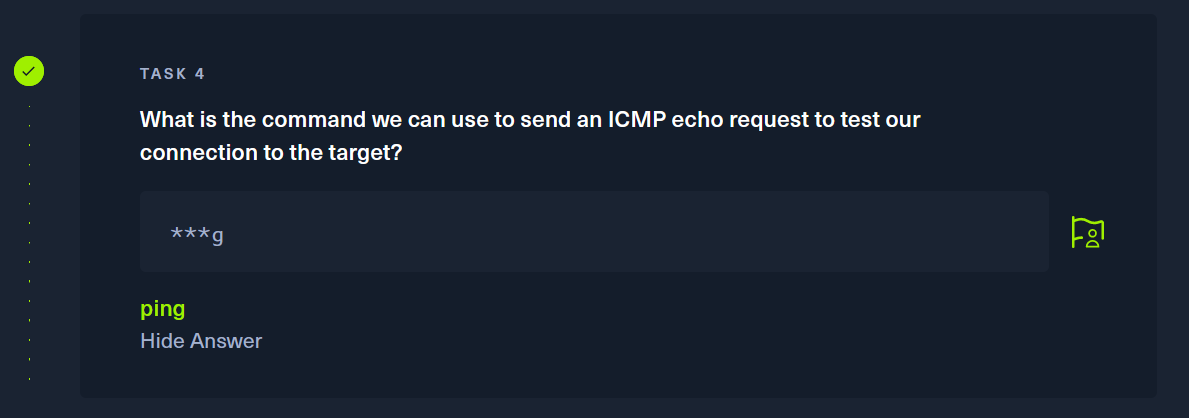 TASK 4
What is the command we can use to send an ICMP echo request to test our
connection to the target?
***g
ping
Hide Answer